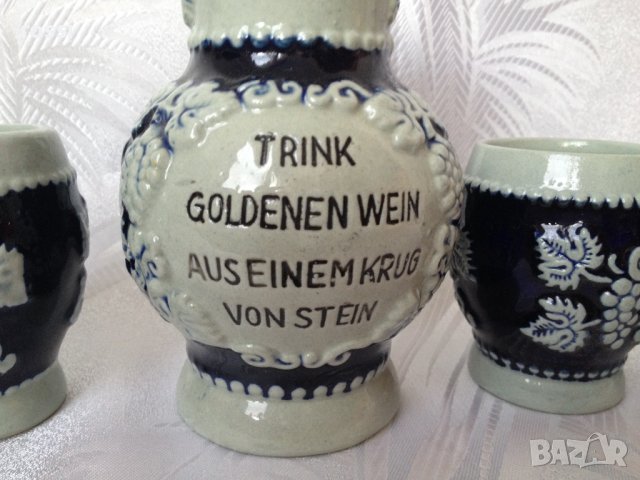 TRINK
GOLDENEN WEIN
AUS EINEM KRUG
VON STEIN
BAZAR